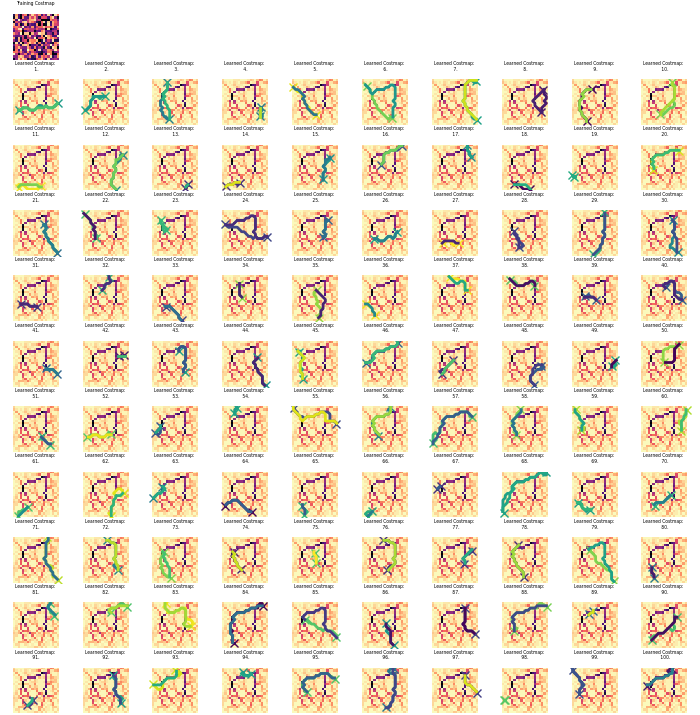 Training Costmap
Learned Costmap: Learned Costmap: Learned Costmap: Learned Costmap: Learned Costmap: Learned Costmap: Learned Costmap: Learned Costmap: Learned Costmap: Learned Costmap:
1. 2. 3. 4. 5. 6. 7. 8. 9. 10.
Learned Costmap: Learned Costmap: Learned Costmap: Learned Costmap: Learned Costmap: Learned Costmap: Learned Costmap: Learned Costmap: Learned Costmap: Learned Costmap:
11. 12. 13. 14. 15. 16. 17. 18. 19. 20.
Learned Costmap: Learned Costmap: Learned Costmap: Learned Costmap: Learned Costmap: Learned Costmap: Learned Costmap: Learned Costmap: Learned Costmap: Learned Costmap:
21. 22. 23. 24. 25. 26. 27. 28. 29. 30.
Learned Costmap: Learned Costmap: Learned Costmap: Learned Costmap: Learned Costmap: Learned Costmap: Learned Costmap: Learned Costmap: Learned Costmap: Learned Costmap:
31. 32. 33. 34. 35. 36. 37. 38. 39. 40.
Learned Costmap: Learned Costmap: Learned Costmap: Learned Costmap: Learned Costmap: Learned Costmap: Learned Costmap: Learned Costmap: Learned Costmap: Learned Costmap:
41. 42. 43. 44. 45. 46. 47. 48. 49. 50.
Learned Costmap: Learned Costmap: Learned Costmap: Learned Costmap: Learned Costmap: Learned Costmap: Learned Costmap: Learned Costmap: Learned Costmap: Learned Costmap:
51. 52. 53. 54. 55. 56. 57. 58. 59. 60.
Learned Costmap: Learned Costmap: Learned Costmap: Learned Costmap: Learned Costmap: Learned Costmap: Learned Costmap: Learned Costmap: Learned Costmap: Learned Costmap:
61. 62. 63. 64. 65. 66. 67. 68. 69. 70.
Learned Costmap: Learned Costmap: Learned Costmap: Learned Costmap: Learned Costmap: Learned Costmap: Learned Costmap: Learned Costmap: Learned Costmap: Learned Costmap:
71. 72. 73. 74. 75. 76. 77. 78. 79. 80.
Learned Costmap: Learned Costmap: Learned Costmap: Learned Costmap: Learned Costmap: Learned Costmap: Learned Costmap: Learned Costmap: Learned Costmap: Learned Costmap:
81. 82. 83. 84. 85. 86. 87. 88. 89. 90.
Learned Costmap: Learned Costmap: Learned Costmap: Learned Costmap: Learned Costmap: Learned Costmap: Learned Costmap: Learned Costmap: Learned Costmap: Learned Costmap:
91. 92. 93. 94. 95. 96. 97. 98. 99. 100.